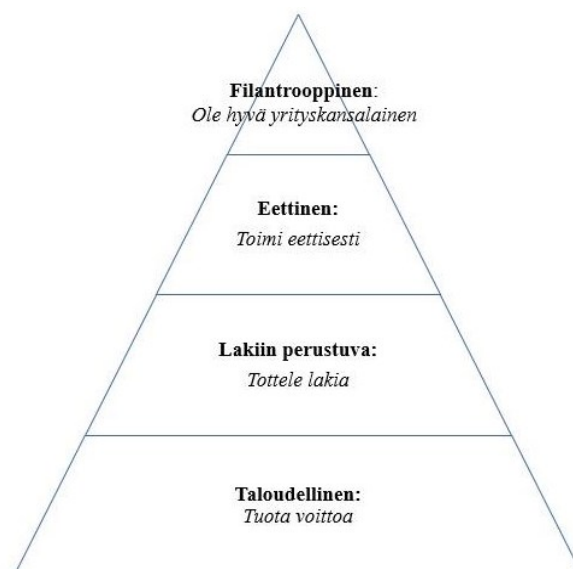 Filantrooppinen:
Ole hyvä yrityskansalainen
Eettinen:
Toimi eettisesti
Lakiin perustuva:
Tottele lakia
Taloudellinen:
Tuota voittoa